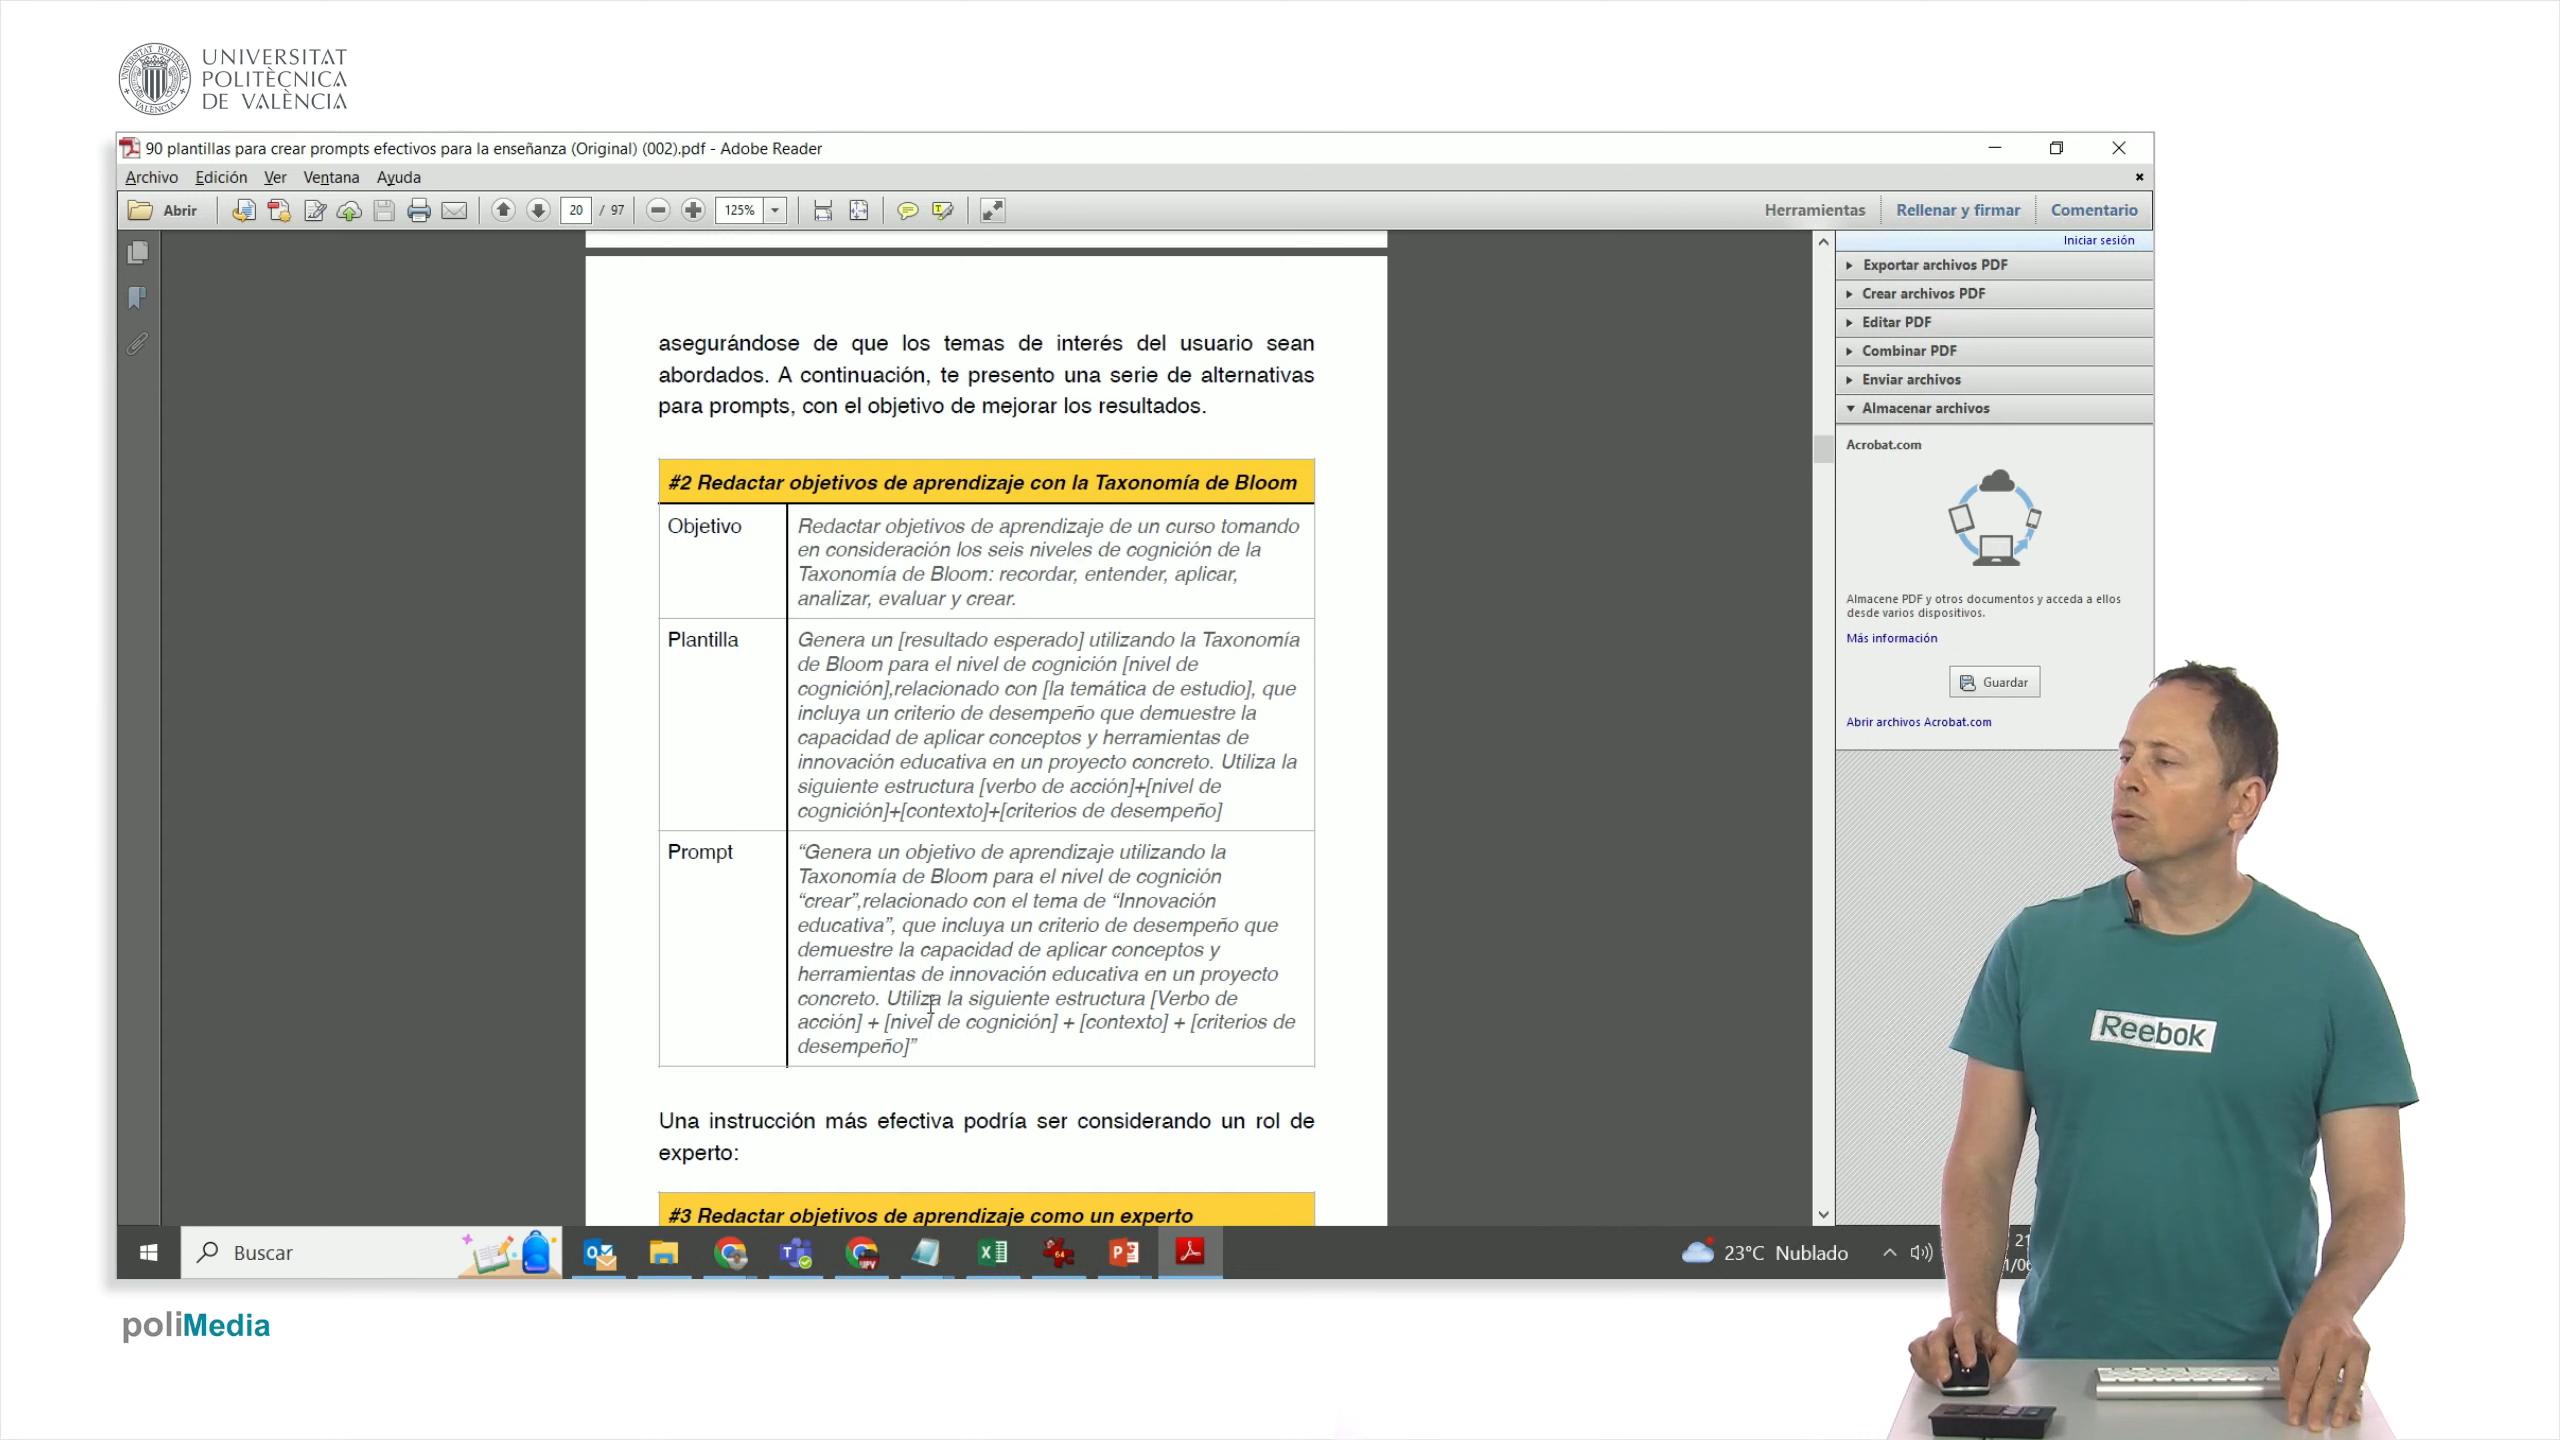 UNIVERSITAT
POLITÈCNICA
DE VALÈNCIA
90 plantillas para crear prompts efectivos para la enseñanza (Original) (002).pdf - Adobe Reader
Archivo Edición Ver Ventana Ayuda
Abrir 20 / 97 125% Herramientas Rellenar y firmar Comentario
Iniciar sesión
Exportar archivos PDF
Crear archivos PDF
Editar PDF
Combinar PDF
Enviar archivos
Almacenar archivos
Acrobat.com
Almacene PDF y otros documentos y acceda a ellos
desde varios dispositivos.
Más información
Guardar
Abrir archivos Acrobat.com
asegurándose de que los temas de interés del usuario sean
abordados. A continuación, te presento una serie de alternativas
para prompts, con el objetivo de mejorar los resultados.
#2 Redactar objetivos de aprendizaje con la Taxonomía de Bloom
Objetivo
Redactar objetivos de aprendizaje de un curso tomando
en consideración los seis niveles de cognición de la
Taxonomía de Bloom: recordar, entender, aplicar,
analizar, evaluar y crear.
Plantilla
Genera un [resultado esperado] utilizando la Taxonomía
de Bloom para el nivel de cognición [nivel de
cognición],relacionado con [la temática de estudio], que
incluya un criterio de desempeño que demuestre la
capacidad de aplicar conceptos y herramientas de
innovación educativa en un proyecto concreto. Utiliza la
siguiente estructura [verbo de acción]+[nivel de
cognición]+[contexto]+[criterios de desempeño]
Prompt
“Genera un objetivo de aprendizaje utilizando la
Taxonomía de Bloom para el nivel de cognición
“crear”,relacionado con el tema de “Innovación
educativa”, que incluya un criterio de desempeño que
demuestre la capacidad de aplicar conceptos y
herramientas de innovación educativa en un proyecto
concreto. Utiliza la siguiente estructura [Verbo de
acción] + [nivel de cognición] + [contexto] + [criterios de
desempeño]”
Una instrucción más efectiva podría ser considerando un rol de
experto:
#3 Redactar objetivos de aprendizaje como un experto
Reebok
Buscar
23°C Nublado
poliMedia